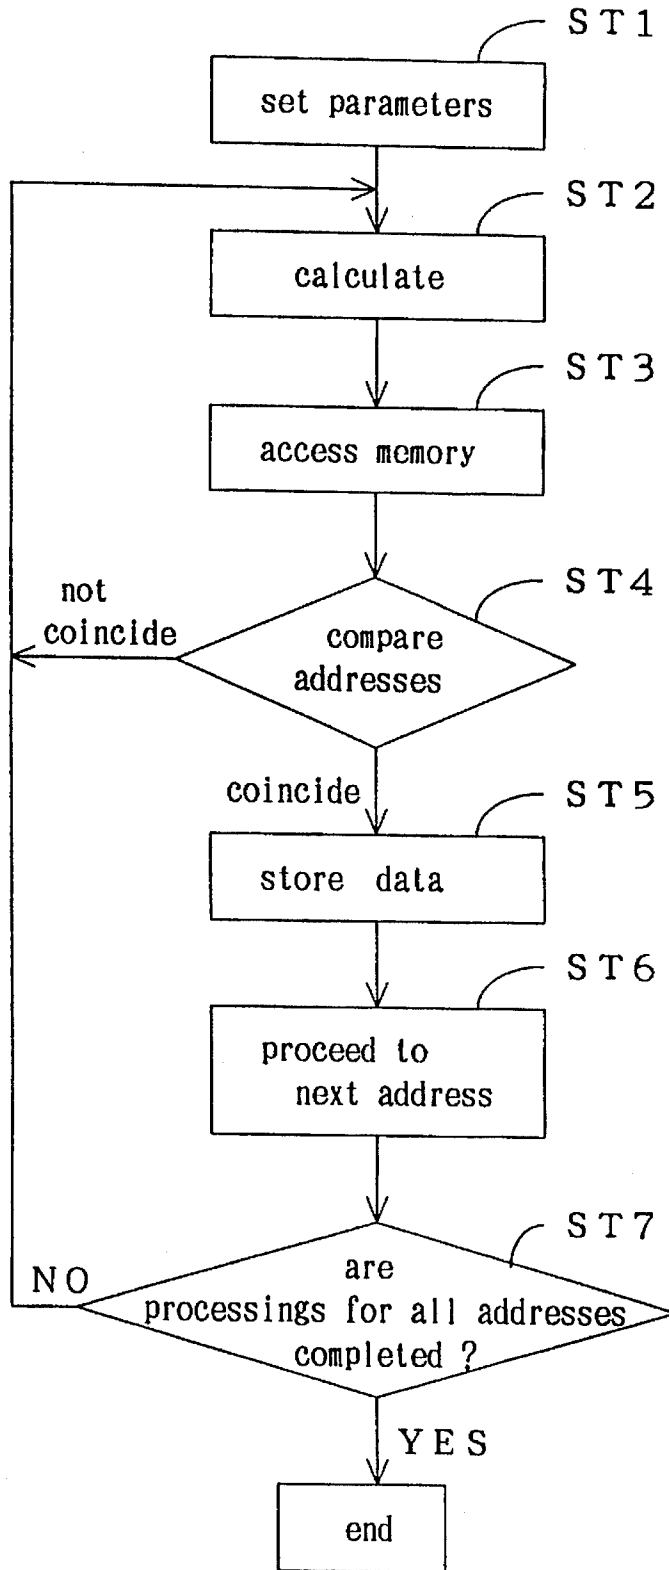 ST1
set parameters
ST2
calculate
ST3
access memory
ST4
not
coincide
compare
addresses
coincide
ST5
store data
ST6
proceed to
next address
ST7
NO
are
processings for all addresses
completed ?
YES
end